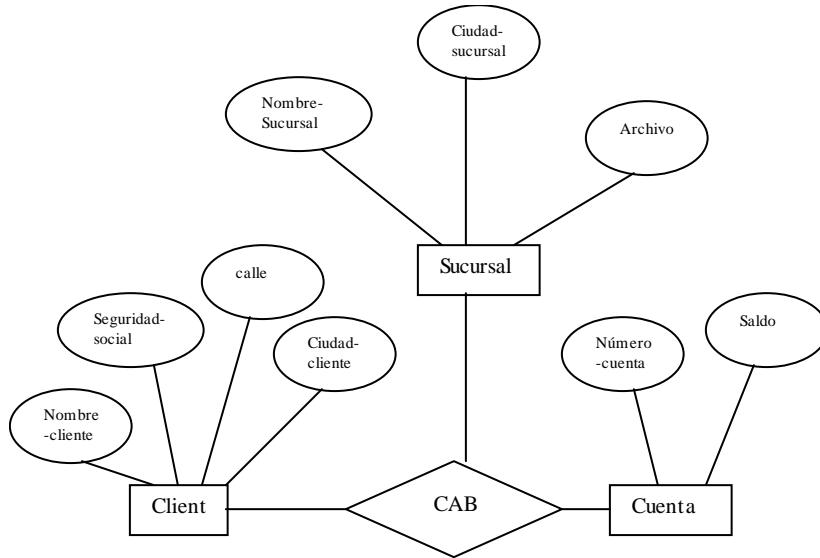 Ciudad-
sucursal
Nombre-
Sucursal
Archivo
Sucursal
calle
Seguridad-
social
Ciudad-
cliente
Nombre
-cliente
Número
-cuenta
Saldo
Client
CAB
Cuenta